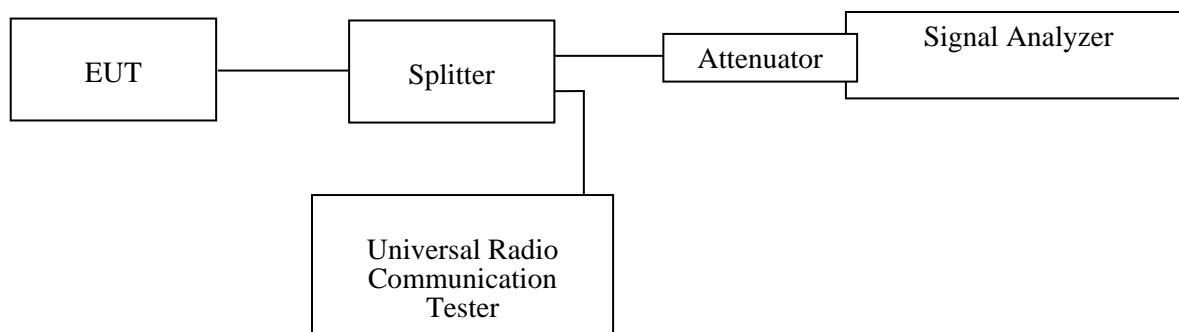 EUT
Splitter
Attenuator
Signal Analyzer
Universal Radio
Communication
Tester